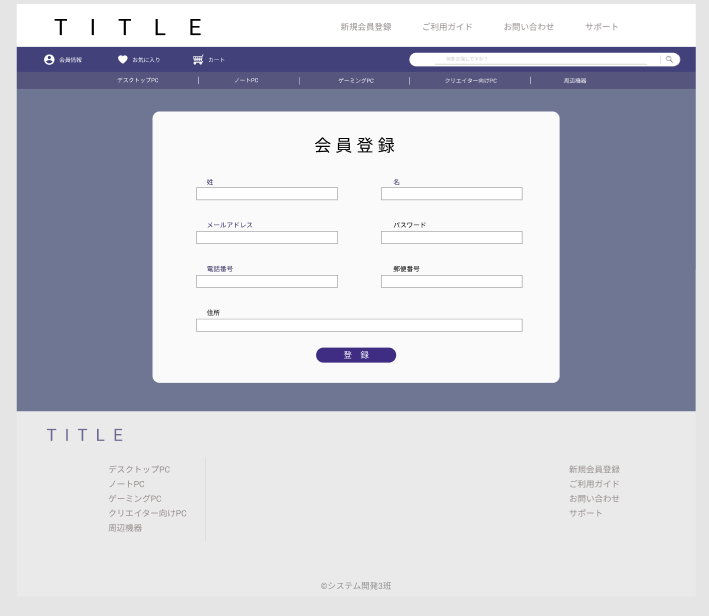 TITLE
新規会員登録 ご利用ガイド お問い合わせ サポート
会員情報 お気に入り カート 何をお探しですか?
デスクトップPC | ノートPC | ゲーミングPC | クリエイター向けPC | 周辺機器
会員登録
姓 名
メールアドレス パスワード
電話番号 郵便番号
住所
登 録
TITLE
デスクトップPC 新規会員登録
ノートPC ご利用ガイド
ゲーミングPC お問い合わせ
クリエイター向けPC サポート
周辺機器
©システム開発3班